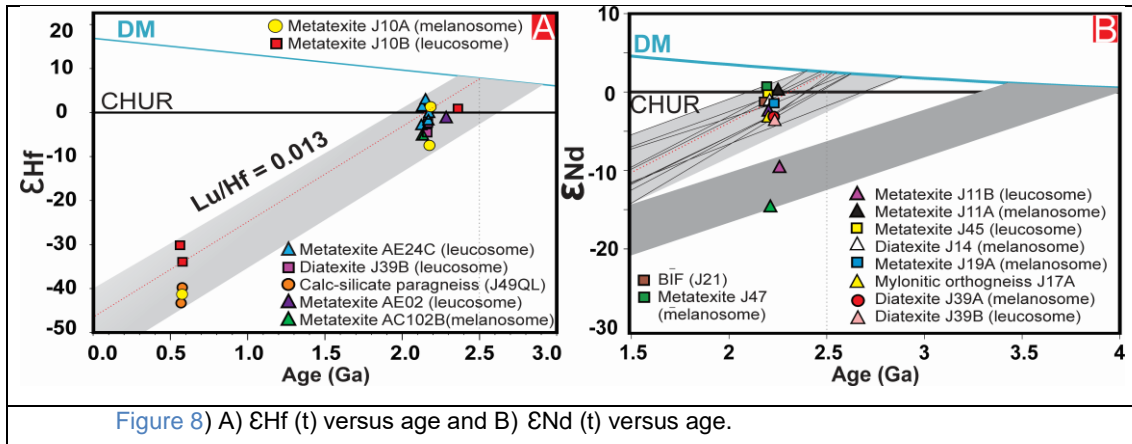 A
DM
Metatexite J10A (melanosome)
Metatexite J10B (leucosome)
20
10
CHUR
0
-10
-20
-30
-40
-50
ƐHf
Lu/Hf = 0.013
Metatexite AE24C (leucosome)
Diatexite J39B (leucosome)
Calc-silicate paragneiss (J49QL)
Metatexite AE02 (leucosome)
Metatexite AC102B(melanosome)
0.0 0.5 1.0 1.5 2.0 2.5 3.0
Age (Ga)
B
10
DM
0
CHUR
-10
-20
-30
ƐNd
Metatexite J11B (leucosome)
Metatexite J11A (melanosome)
Metatexite J45 (leucosome)
Diatexite J14 (melanosome)
Metatexite J19A (melanosome)
Mylonitic orthogneiss J17A
Diatexite J39A (melanosome)
Diatexite J39B (leucosome)
BIF (J21)
Metatexite J47
(melanosome)
1.5 2 2.5 3 3.5 4
Age (Ga)
Figure 8) A) ƐHf (t) versus age and B) ƐNd (t) versus age.